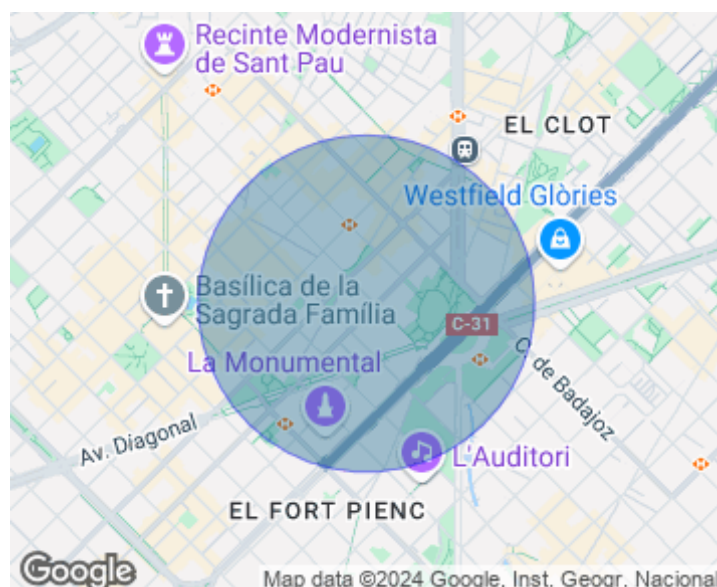 Recinte Modernista
de Sant Pau
EL CLOT
Westfield Glòries
Basílica de la
Sagrada Família
C-31
La Monumental
C. de Badajoz
Av. Diagonal
L'Auditori
EL FORT PIENC
Google
Map data ©2024 Google, Inst. Geogr. Nacional